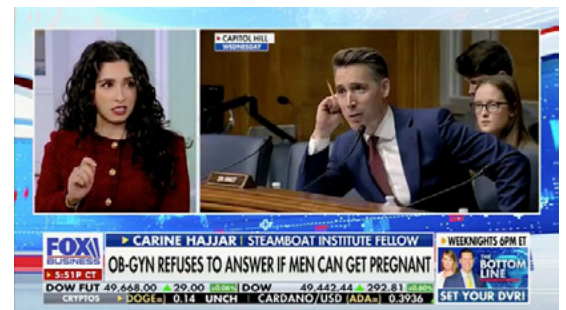 CAPITOL HILL
WEDNESDAY
FOX
BUSINESS
5:51P CT
CARINE HAJJAR | STEAMBOAT INSTITUTE FELLOW
OB-GYN REFUSES TO ANSWER IF MEN CAN GET PREGNANT
WEEKNIGHTS 6PM ET
THE
BOTTOM
LINE
SET YOUR DVR!
DOW FUT 49,668.00 29.00 +0.06% DOW 49,442.44 292.81 +0.60%
CRYPTOS DOGE=) 0.14 UNCH CARDANO/USD (ADA=) 0.3936